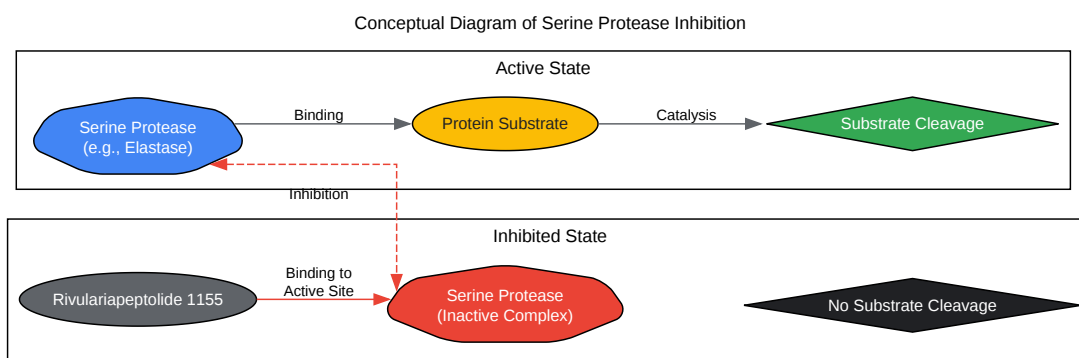 Conceptual Diagram of Serine Protease Inhibition
Active State
Serine Protease
(e.g., Elastase)
Binding
Protein Substrate
Catalysis
Substrate Cleavage
Inhibition
Inhibited State
Rivulariapeptolide 1155
Binding to
Active Site
Serine Protease
(Inactive Complex)
No Substrate Cleavage